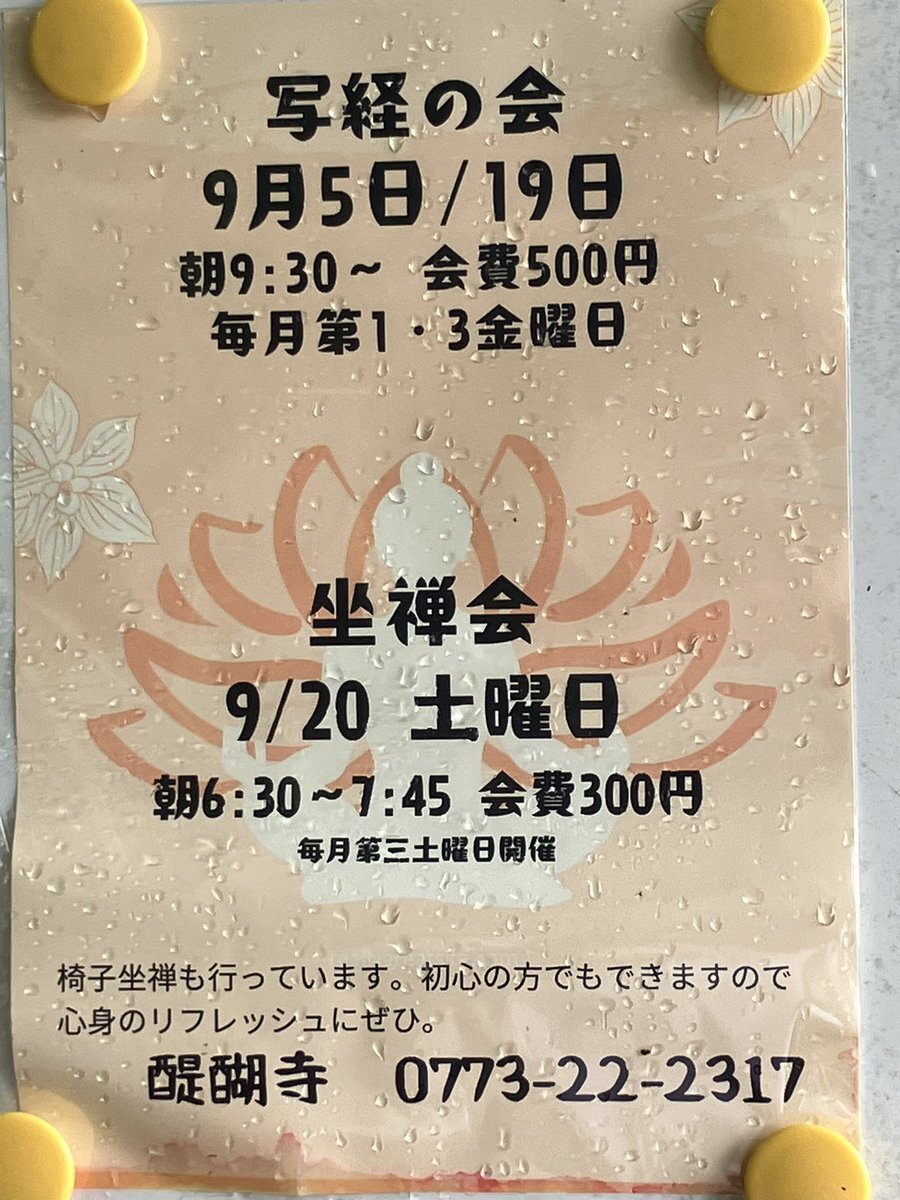 写経の会
9月5日/19日
朝9:30～ 会費500円
毎月第1・3金曜日
坐禅会
9/20 土曜日
朝6:30～7:45 会費300円
毎月第三土曜日開催
椅子坐禅も行っています。初心の方でもできますので
心身のリフレッシュにぜひ。
醍醐寺 0773-22-2317